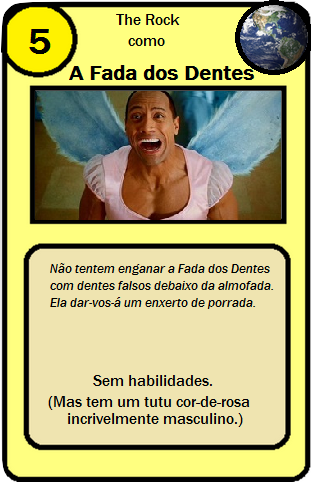 5
The Rock
como
A Fada dos Dentes
Não tentem enganar a Fada dos Dentes
com dentes falsos debaixo da almofada.
Ela dar-vos-á um enxerto de porrada.
Sem habilidades.
(Mas tem um tutu cor-de-rosa
incrivelmente masculino.)